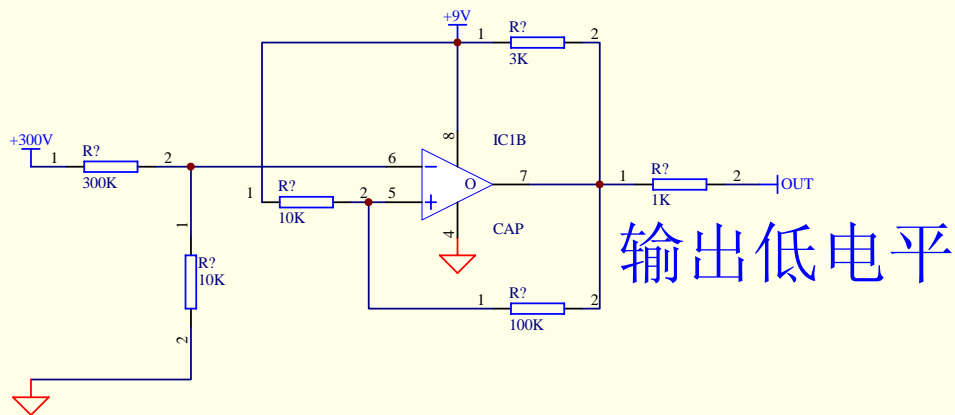 +9V
1 R? 2
3K
+300V
1 R? 2
300K
8 IC1B
6
7
O
1 R? 2 5
10K
1 R? 2 OUT
1K
4 CAP
1
R?
10K
2
1 R? 2
100K
输出低电平